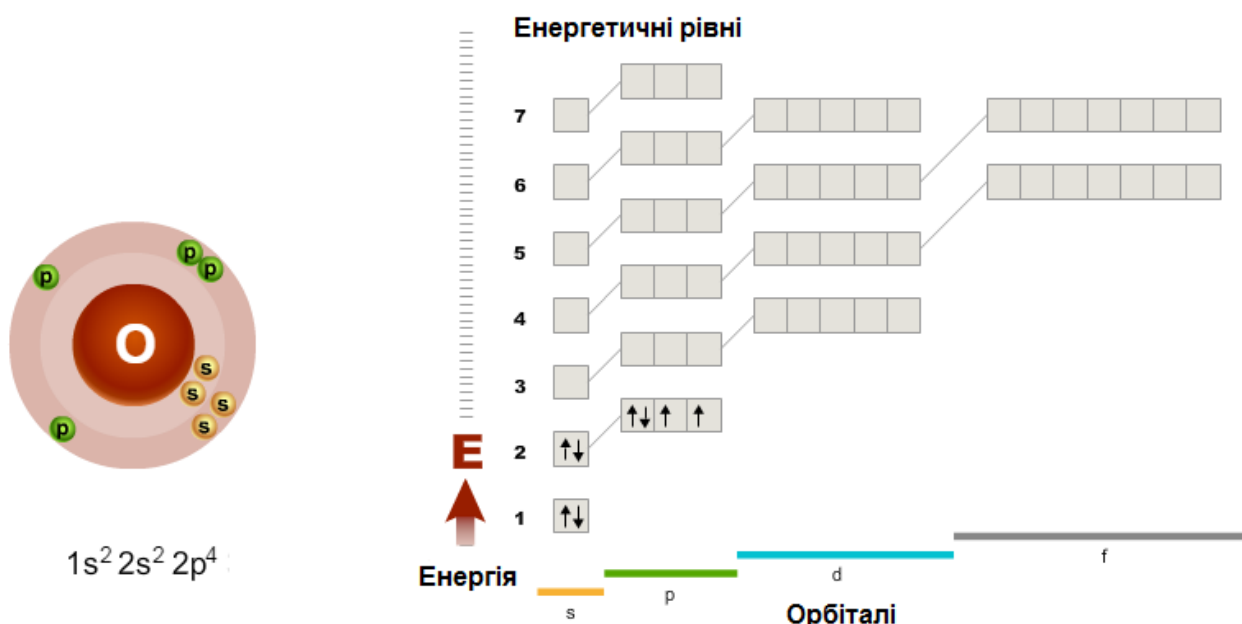 Енергетичні рівні
7
6
5
4
3
2
1
E
Енергія
s
p
d
f
Орбіталі
p
p
p
O
s
s
s
s
p
1s² 2s² 2p⁴